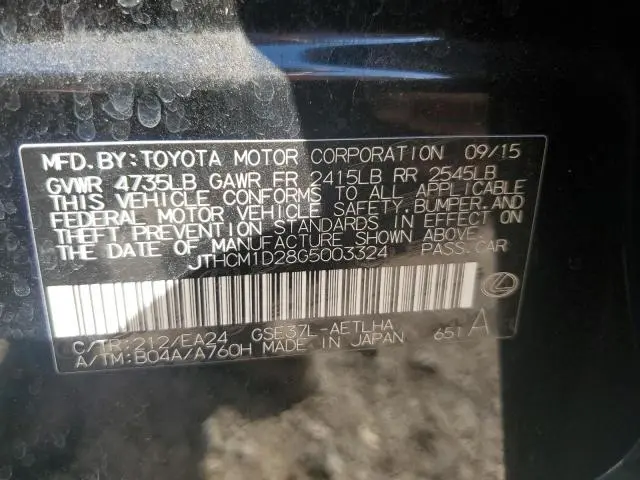 MFD. BY: TOYOTA MOTOR CORPORATION 09/15
GVWR 4735LB GAWR FR 2415LB RR 2545LB
THIS VEHICLE CONFORMS TO ALL APPLICABLE
FEDERAL MOTOR VEHICLE SAFETY, BUMPER, AND
THEFT PREVENTION STANDARDS IN EFFECT ON
THE DATE OF MANUFACTURE SHOWN ABOVE.
JTHCM1D28G5003324 PASS. CAR
C/TR: 212/EA24 GSE37L-AETLHA
A/TM: B04A/A760H MADE IN JAPAN 651 A